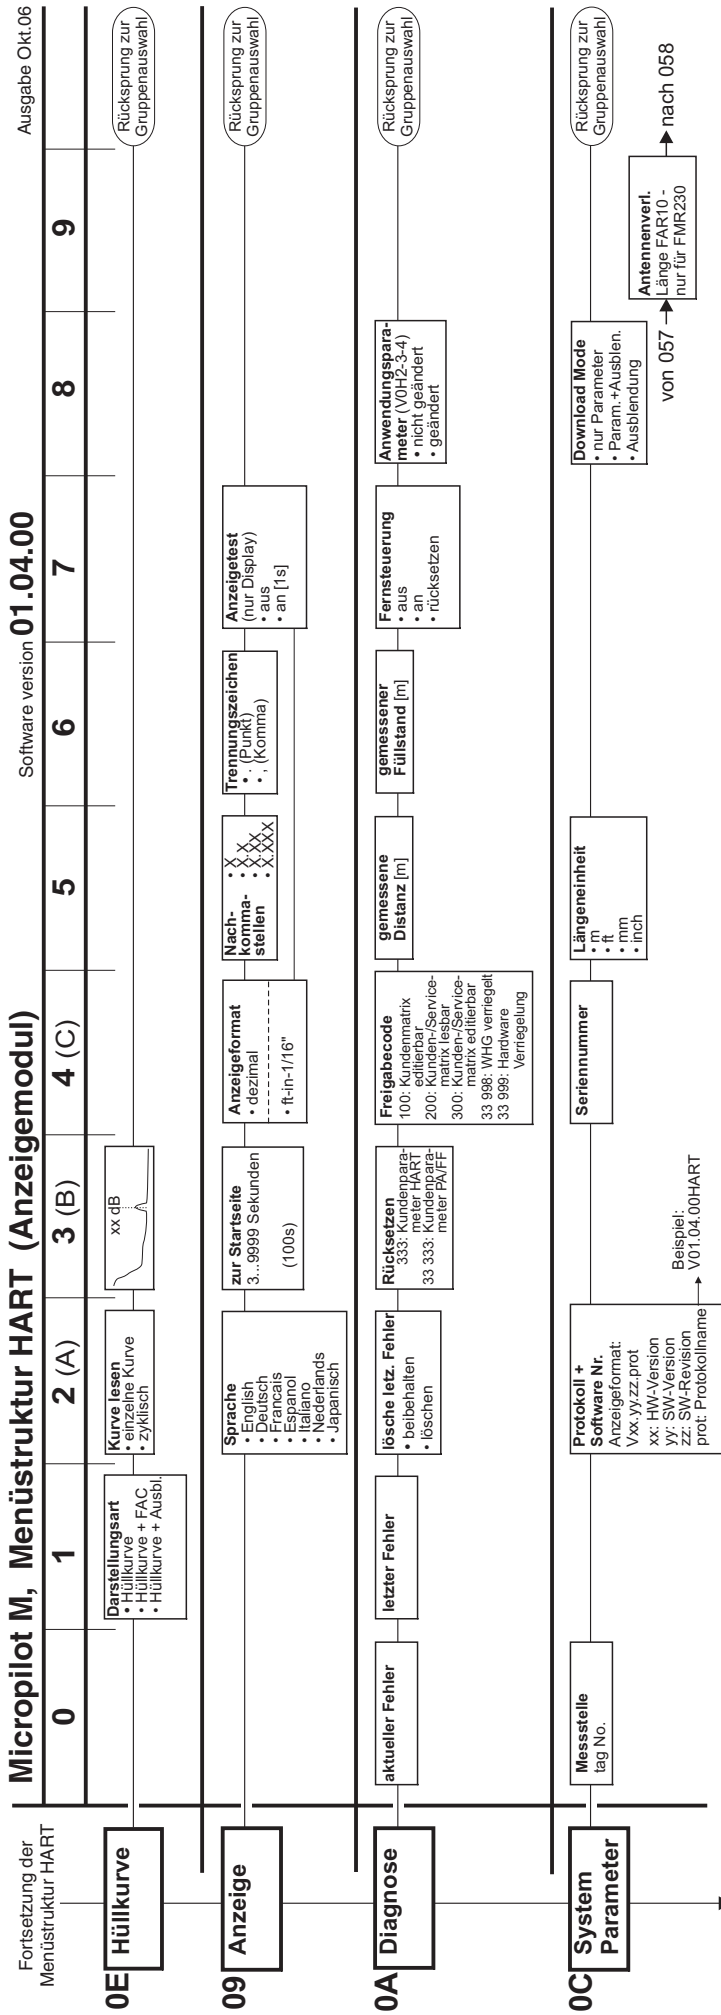 Fortsetzung der
Menüstruktur HART
Micropilot M, Menüstruktur HART (Anzeigemodul)
Software version 01.04.00
Ausgabe Okt.06
0
1
2 (A)
3 (B)
4 (C)
5
6
7
8
9
0E
Hüllkurve
Darstellungsart
• Hüllkurve
• Hüllkurve + FAC
• Hüllkurve + Ausbl.
Kurve lesen
• einzelne Kurve
• zyklisch
xx dB
Rücksprung zur
Gruppenauswahl
09
Anzeige
Sprache
• English
• Deutsch
• Francais
• Espanol
• Italiano
• Nederlands
• Japanisch
zur Startseite
3...9999 Sekunden
(100s)
Anzeigeformat
• dezimal
• ft-in-1/16"
Nach-
komma-
stellen
• X
• X.X
• X.XX
• X.XXX
Trennungszeichen
• . (Punkt)
• , (Komma)
Anzeigetest
(nur Display)
• aus
• an [1s]
Rücksprung zur
Gruppenauswahl
0A
Diagnose
aktueller Fehler
letzter Fehler
lösche letz. Fehler
• beibehalten
• löschen
Rücksetzen
333: Kundenpara-
meter HART
33 333: Kundenpara-
meter PA/FF
Freigabecode
100: Kundenmatrix
editierbar
200: Kunden-/Service-
matrix lesbar
300: Kunden-/Service-
matrix editierbar
33 998: WHG verriegelt
33 999: Hardware
Verriegelung
gemessene
Distanz [m]
gemessener
Füllstand [m]
Fernsteuerung
• aus
• an
• rücksetzen
Anwendungspara-
meter (V0H2-3-4)
• nicht geändert
• geändert
Rücksprung zur
Gruppenauswahl
0C
System
Parameter
Messstelle
tag No.
Protokoll +
Software Nr.
Anzeigeformat:
Vxx.yy.zz.prot
xx: HW-Version
yy: SW-Version
zz: SW-Revision
prot: Protokollname
Beispiel:
V01.04.00HART
Seriennummer
Längeneinheit
• m
• ft
• mm
• inch
Download Mode
• nur Parameter
• Param.+Ausblen.
• Ausblendung
Rücksprung zur
Gruppenauswahl
von 057
Antennenverl.
Länge FAR10 -
nur für FMR230
nach 058